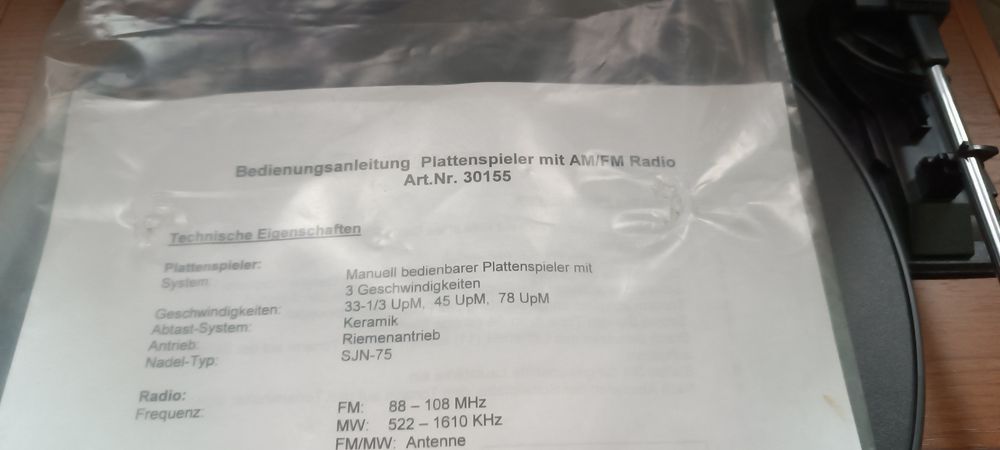 Bedienungsanleitung Plattenspieler mit AM/FM Radio
Art.Nr. 30155
Technische Eigenschaften
Plattenspieler:
System: Manuell bedienbarer Plattenspieler mit
3 Geschwindigkeiten
Geschwindigkeiten: 33-1/3 UpM, 45 UpM, 78 UpM
Abtast-System: Keramik
Antrieb: Riemenantrieb
Nadel-Typ: SJN-75
Radio:
Frequenz: FM: 88 – 108 MHz
MW: 522 – 1610 KHz
FM/MW: Antenne